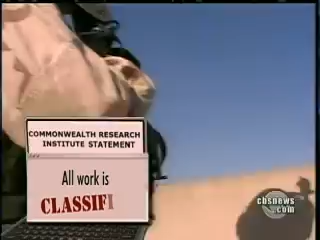 COMMONWEALTH RESEARCH
INSTITUTE STATEMENT
All work is
CLASSIFI
cbsnews
.com